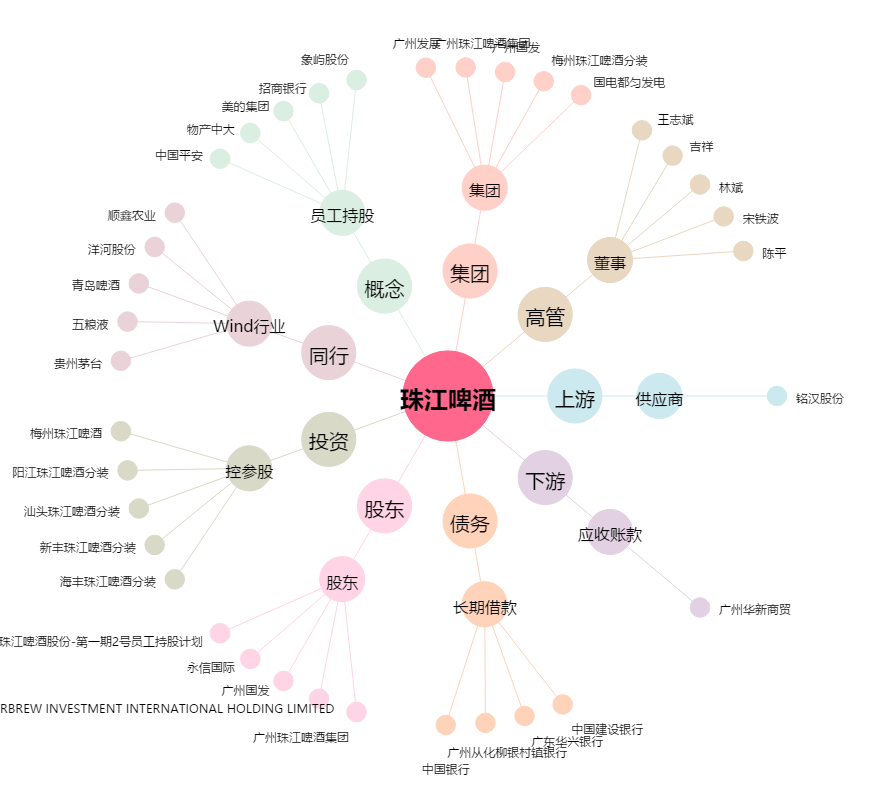 珠江啤酒
集团
集团
广州发展
广州珠江啤酒集团
广州国发
梅州珠江啤酒分装
国电都匀发电
高管
董事
王志斌
吉祥
林斌
宋铁波
陈平
上游
供应商
铭汉股份
下游
应收账款
广州华新商贸
债务
长期借款
中国建设银行
广东华兴银行
广州从化柳银村镇银行
中国银行
股东
股东
广州珠江啤酒集团
RBREW INVESTMENT INTERNATIONAL HOLDING LIMITED
广州国发
永信国际
珠江啤酒股份-第一期2号员工持股计划
投资
控参股
海丰珠江啤酒分装
新丰珠江啤酒分装
汕头珠江啤酒分装
阳江珠江啤酒分装
梅州珠江啤酒
同行
Wind行业
贵州茅台
五粮液
青岛啤酒
洋河股份
顺鑫农业
概念
员工持股
中国平安
物产中大
美的集团
招商银行
象屿股份